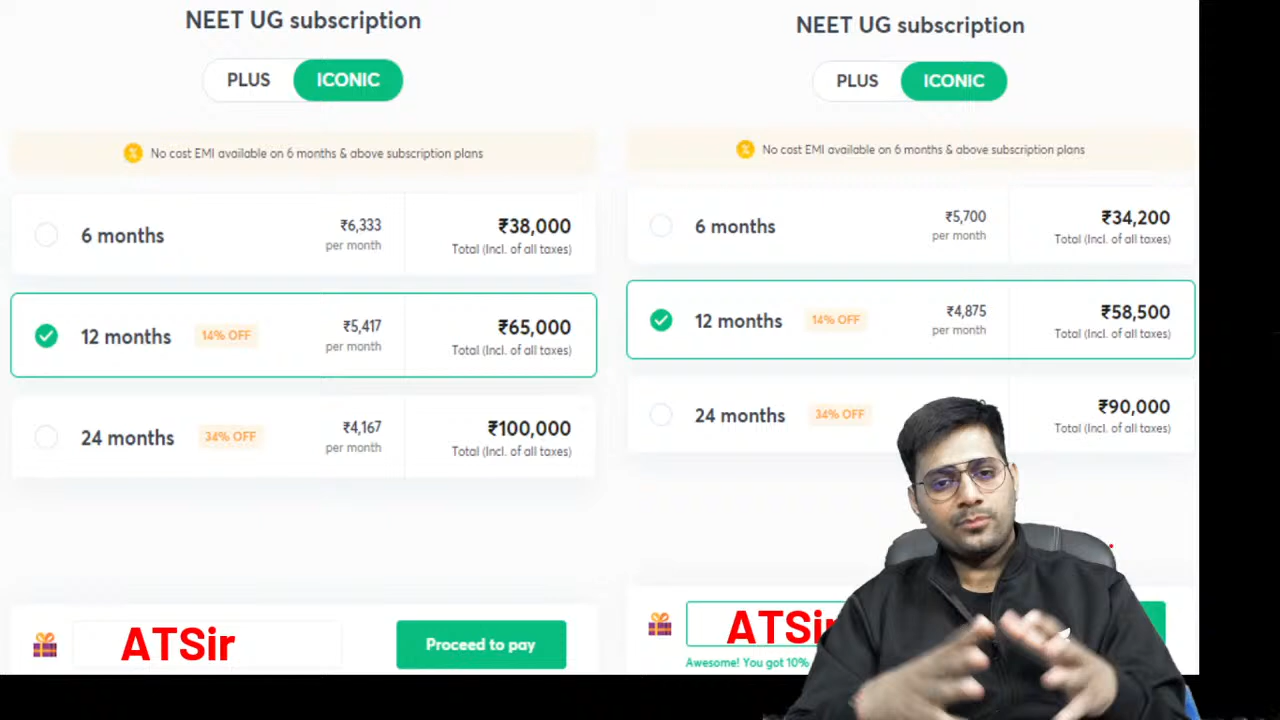 NEET UG subscription
PLUS ICONIC
No cost EMI available on 6 months & above subscription plans
6 months ₹6,333 per month ₹38,000 Total (Incl. of all taxes)
12 months 14% OFF ₹5,417 per month ₹65,000 Total (Incl. of all taxes)
24 months 34% OFF ₹4,167 per month ₹100,000 Total (Incl. of all taxes)
ATSir Proceed to pay
NEET UG subscription
PLUS ICONIC
No cost EMI available on 6 months & above subscription plans
6 months ₹5,700 per month ₹34,200 Total (Incl. of all taxes)
12 months 14% OFF ₹4,875 per month ₹58,500 Total (Incl. of all taxes)
24 months 34% OFF ₹90,000 Total (Incl. of all taxes)
ATSir
Awesome! You got 10%